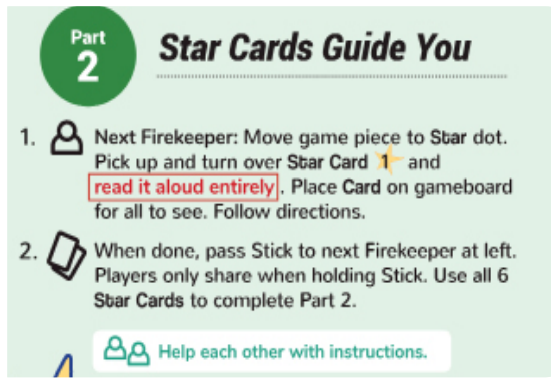 Part
2
Star Cards Guide You
1. Next Firekeeper: Move game piece to Star dot.
Pick up and turn over Star Card 1 and
read it aloud entirely. Place Card on gameboard
for all to see. Follow directions.
2. When done, pass Stick to next Firekeeper at left.
Players only share when holding Stick. Use all 6
Star Cards to complete Part 2.
Help each other with instructions.